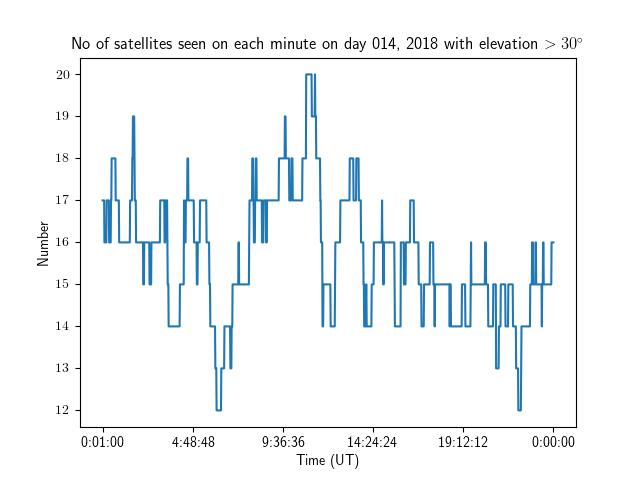 No of satellites seen on each minute on day 014, 2018 with elevation > 30°
20
19
18
17
16
15
14
13
12
Number
0:01:00 4:48:48 9:36:36 14:24:24 19:12:12 0:00:00
Time (UT)